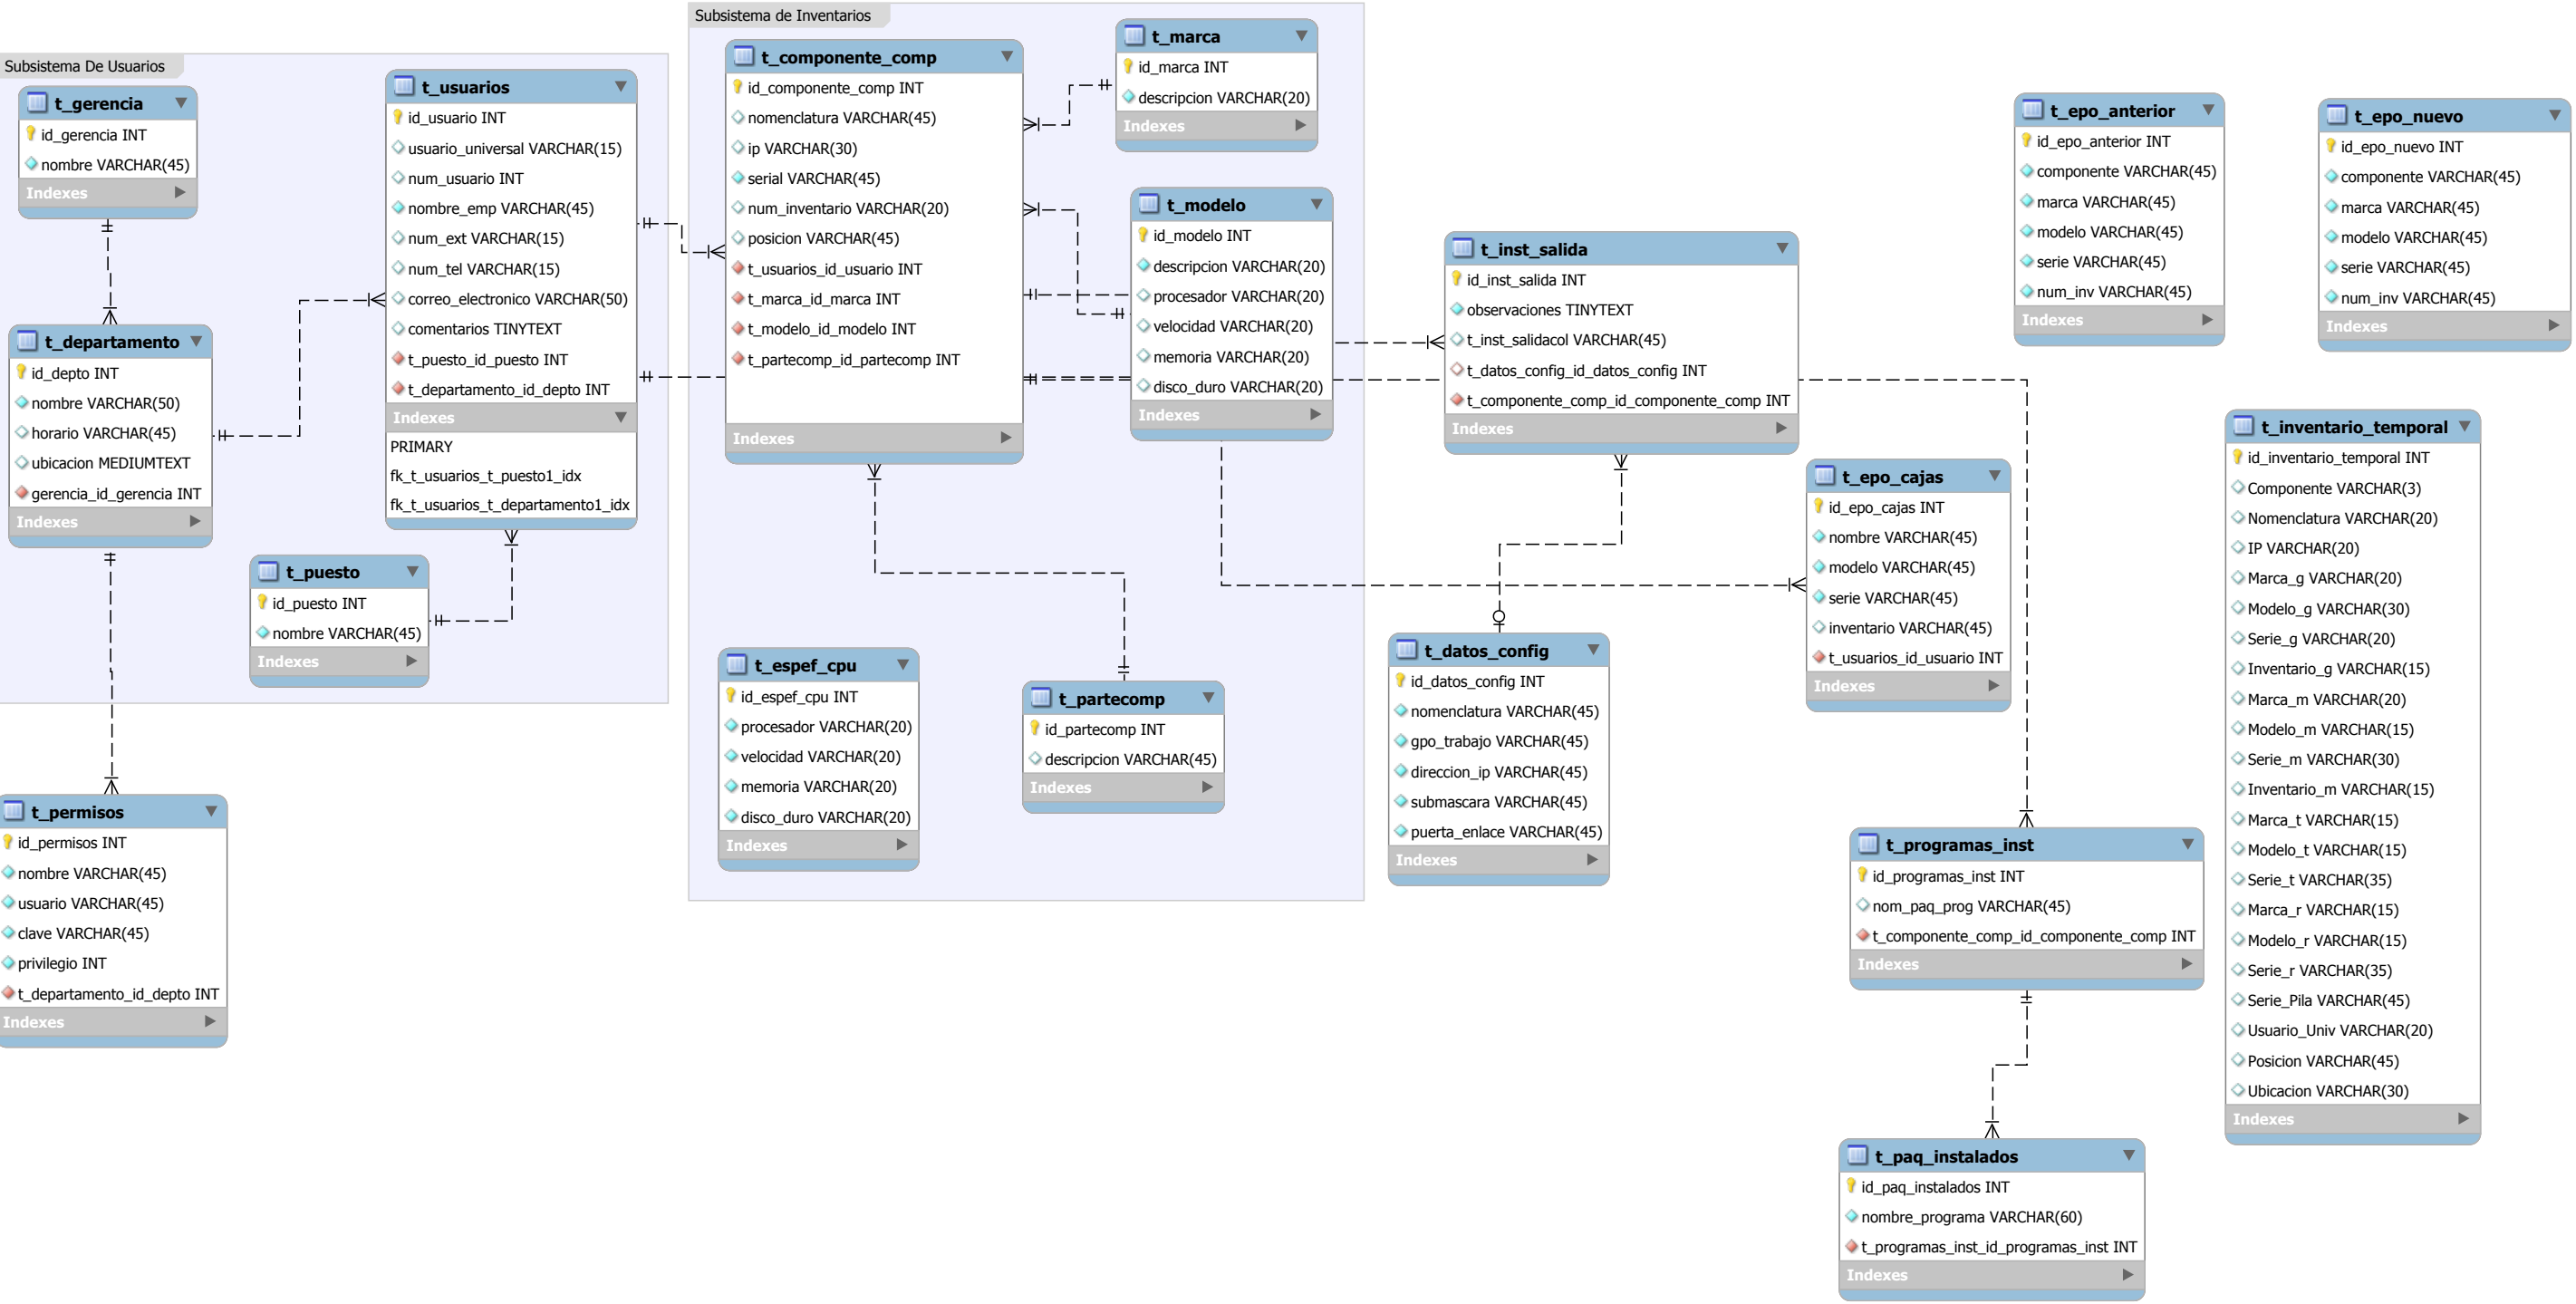 Subsistema De Usuarios
t_gerencia
id_gerencia INT
nombre VARCHAR(45)
Indexes
t_departamento
id_depto INT
nombre VARCHAR(50)
horario VARCHAR(45)
ubicacion MEDIUMTEXT
gerencia_id_gerencia INT
Indexes
t_usuarios
id_usuario INT
usuario_universal VARCHAR(15)
num_usuario INT
nombre_emp VARCHAR(45)
num_ext VARCHAR(15)
num_tel VARCHAR(15)
correo_electronico VARCHAR(50)
comentarios TINYTEXT
t_puesto_id_puesto INT
t_departamento_id_depto INT
Indexes
PRIMARY
fk_t_usuarios_t_puesto1_idx
fk_t_usuarios_t_departamento1_idx
t_puesto
id_puesto INT
nombre VARCHAR(45)
Indexes
t_permisos
id_permisos INT
nombre VARCHAR(45)
usuario VARCHAR(45)
clave VARCHAR(45)
privilegio INT
t_departamento_id_depto INT
Indexes
Subsistema de Inventarios
t_componente_comp
id_componente_comp INT
nomenclatura VARCHAR(45)
ip VARCHAR(30)
serial VARCHAR(45)
num_inventario VARCHAR(20)
posicion VARCHAR(45)
t_usuarios_id_usuario INT
t_marca_id_marca INT
t_modelo_id_modelo INT
t_partecomp_id_partecomp INT
Indexes
t_marca
id_marca INT
descripcion VARCHAR(20)
Indexes
t_modelo
id_modelo INT
descripcion VARCHAR(20)
procesador VARCHAR(20)
velocidad VARCHAR(20)
memoria VARCHAR(20)
disco_duro VARCHAR(20)
Indexes
t_espef_cpu
id_espef_cpu INT
procesador VARCHAR(20)
velocidad VARCHAR(20)
memoria VARCHAR(20)
disco_duro VARCHAR(20)
Indexes
t_partecomp
id_partecomp INT
descripcion VARCHAR(45)
Indexes
t_inst_salida
id_inst_salida INT
observaciones TINYTEXT
t_inst_salidacol VARCHAR(45)
t_datos_config_id_datos_config INT
t_componente_comp_id_componente_comp INT
Indexes
t_datos_config
id_datos_config INT
nomenclatura VARCHAR(45)
gpo_trabajo VARCHAR(45)
direccion_ip VARCHAR(45)
submascara VARCHAR(45)
puerta_enlace VARCHAR(45)
Indexes
t_epo_cajas
id_epo_cajas INT
nombre VARCHAR(45)
modelo VARCHAR(45)
serie VARCHAR(45)
inventario VARCHAR(45)
t_usuarios_id_usuario INT
Indexes
t_programas_inst
id_programas_inst INT
nom_paq_prog VARCHAR(45)
t_componente_comp_id_componente_comp INT
Indexes
t_paq_instalados
id_paq_instalados INT
nombre_programa VARCHAR(60)
t_programas_inst_id_programas_inst INT
Indexes
t_epo_anterior
id_epo_anterior INT
componente VARCHAR(45)
marca VARCHAR(45)
modelo VARCHAR(45)
serie VARCHAR(45)
num_inv VARCHAR(45)
Indexes
t_epo_nuevo
id_epo_nuevo INT
componente VARCHAR(45)
marca VARCHAR(45)
modelo VARCHAR(45)
serie VARCHAR(45)
num_inv VARCHAR(45)
Indexes
t_inventario_temporal
id_inventario_temporal INT
Componente VARCHAR(3)
Nomenclatura VARCHAR(20)
IP VARCHAR(20)
Marca_g VARCHAR(20)
Modelo_g VARCHAR(30)
Serie_g VARCHAR(20)
Inventario_g VARCHAR(15)
Marca_m VARCHAR(20)
Modelo_m VARCHAR(15)
Serie_m VARCHAR(30)
Inventario_m VARCHAR(15)
Marca_t VARCHAR(15)
Modelo_t VARCHAR(15)
Serie_t VARCHAR(35)
Marca_r VARCHAR(15)
Modelo_r VARCHAR(15)
Serie_r VARCHAR(35)
Serie_Pila VARCHAR(45)
Usuario_Univ VARCHAR(20)
Posicion VARCHAR(45)
Ubicacion VARCHAR(30)
Indexes